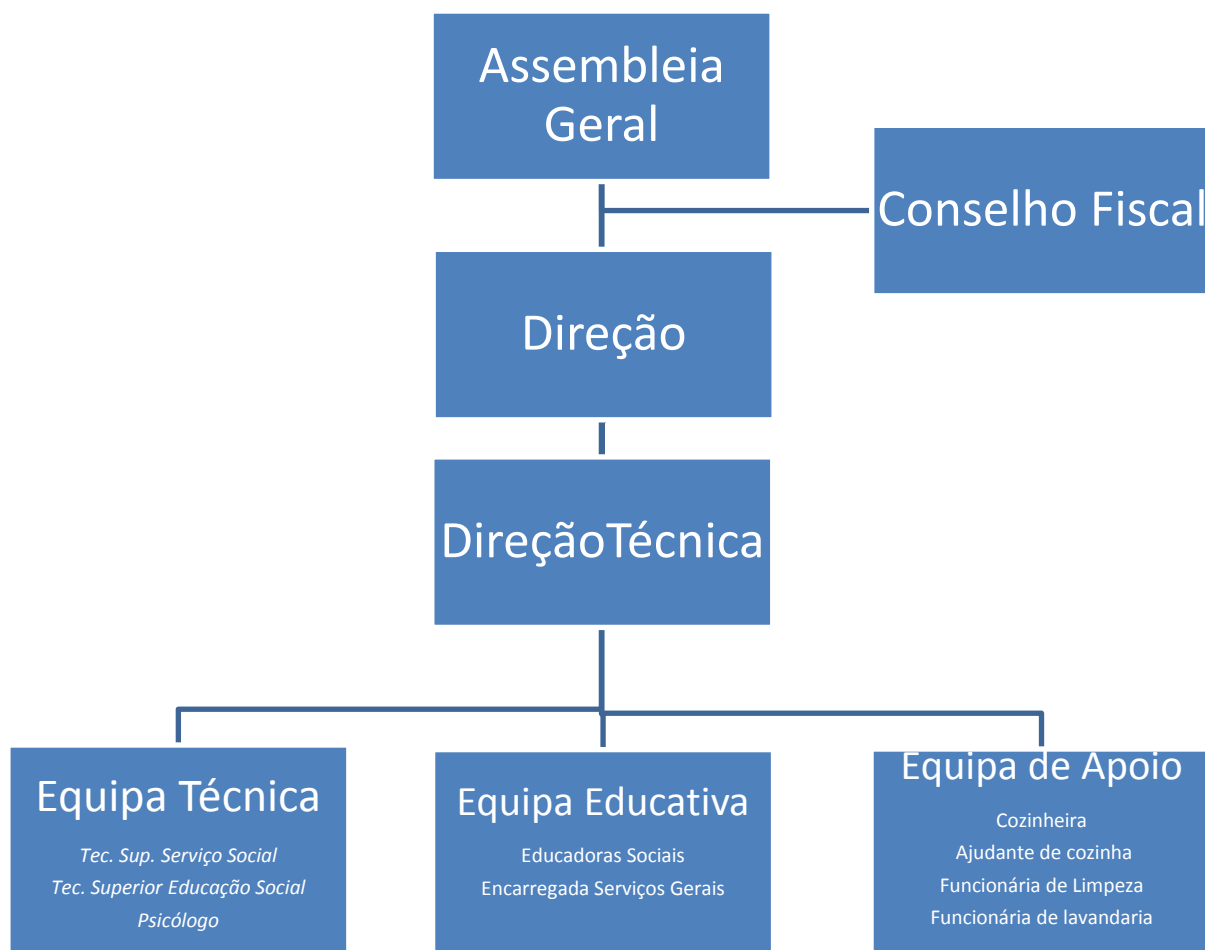 Assembleia
Geral
Conselho Fiscal
Direção
DireçãoTécnica
Equipa Técnica
Tec. Sup. Serviço Social
Tec. Superior Educação Social
Psicólogo
Equipa Educativa
Educadoras Sociais
Encarregada Serviços Gerais
Equipa de Apoio
Cozinheira
Ajudante de cozinha
Funcionária de Limpeza
Funcionária de lavandaria